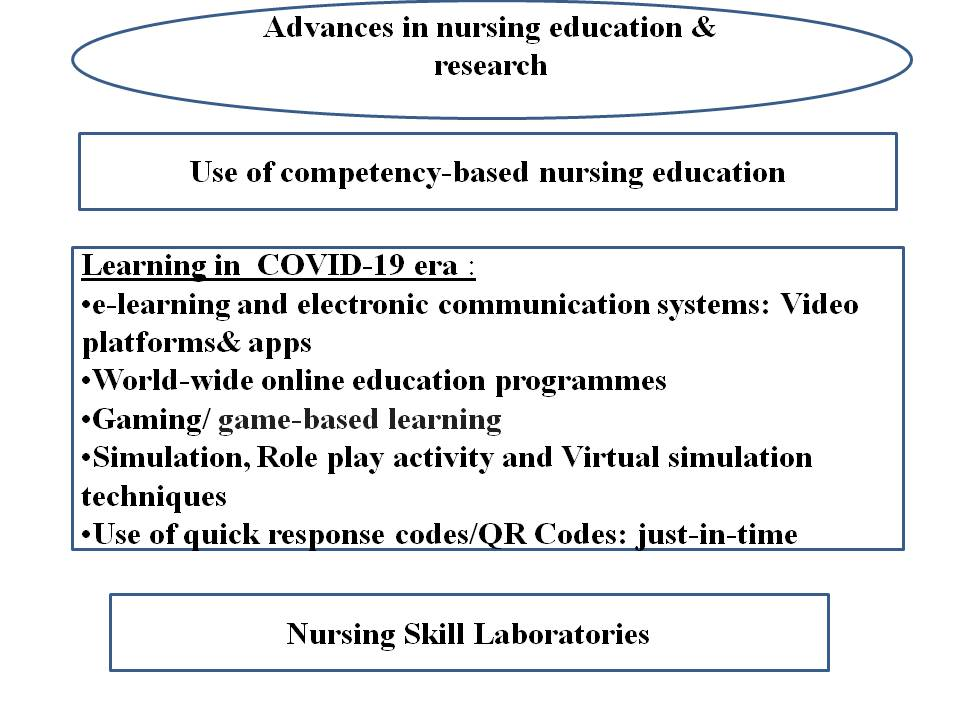 Advances in nursing education &
research
Use of competency-based nursing education
Learning in  COVID-19 era :
•e-learning and electronic communication systems: Video
platforms& apps
•World-wide online education programmes
•Gaming/ game-based learning
•Simulation, Role play activity and Virtual simulation
techniques
•Use of quick response codes/QR Codes: just-in-time
Nursing Skill Laboratories